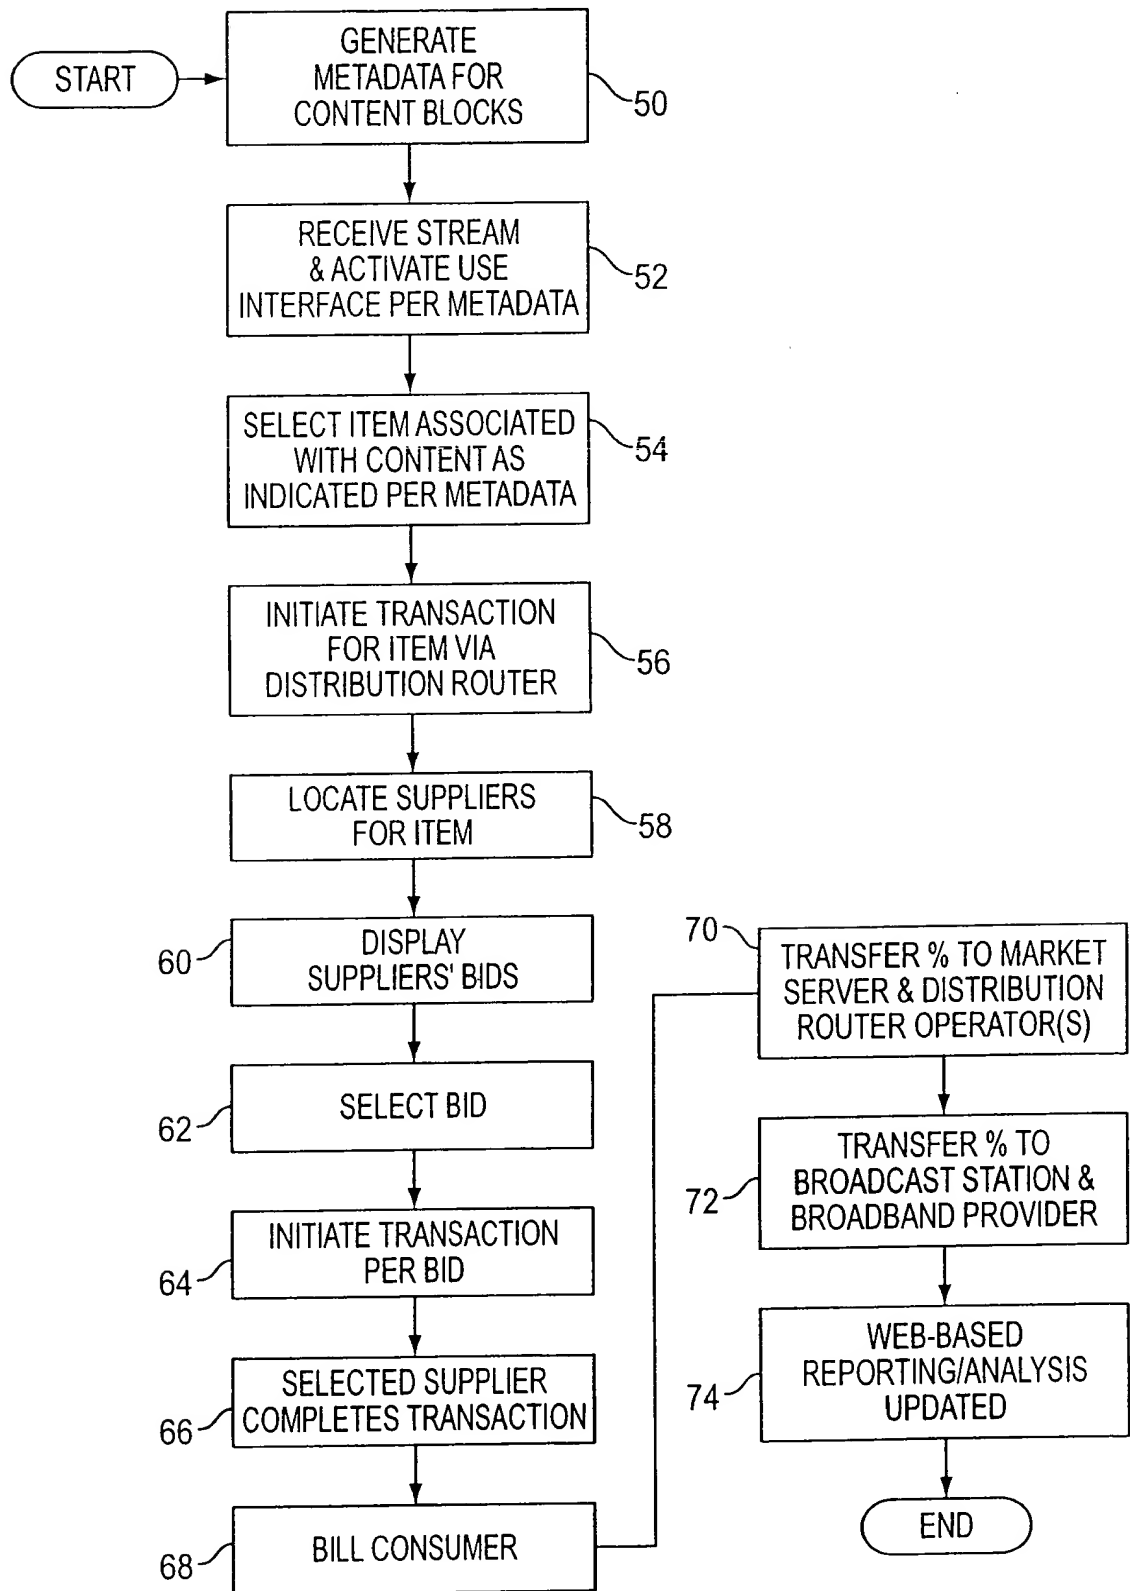 START
GENERATE
METADATA FOR
CONTENT BLOCKS
50
RECEIVE STREAM
& ACTIVATE USE
INTERFACE PER METADATA
52
SELECT ITEM ASSOCIATED
WITH CONTENT AS
INDICATED PER METADATA
54
INITIATE TRANSACTION
FOR ITEM VIA
DISTRIBUTION ROUTER
56
LOCATE SUPPLIERS
FOR ITEM
58
DISPLAY
SUPPLIERS' BIDS
60
SELECT BID
62
INITIATE TRANSACTION
PER BID
64
SELECTED SUPPLIER
COMPLETES TRANSACTION
66
BILL CONSUMER
68
70
TRANSFER % TO MARKET
SERVER & DISTRIBUTION
ROUTER OPERATOR(S)
TRANSFER % TO
BROADCAST STATION &
BROADBAND PROVIDER
72
WEB-BASED
REPORTING/ANALYSIS
UPDATED
74
END